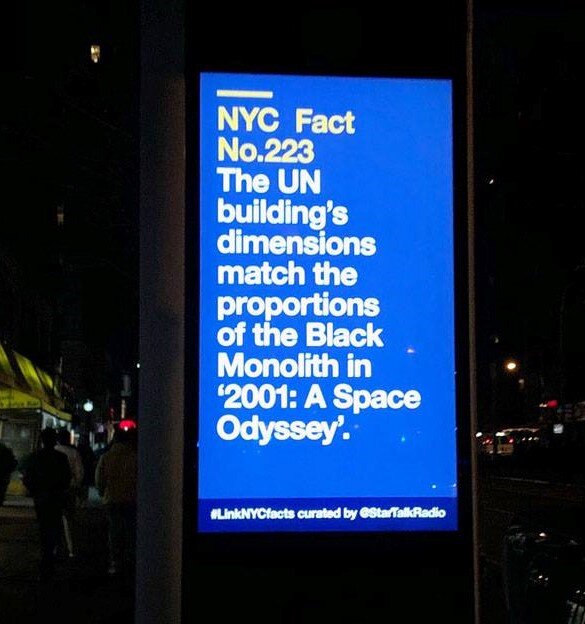 NYC Fact
No.223
The UN
building's
dimensions
match the
proportions
of the Black
Monolith in
‘2001: A Space
Odyssey’.
#LinkNYCfacts curated by @StarTalkRadio